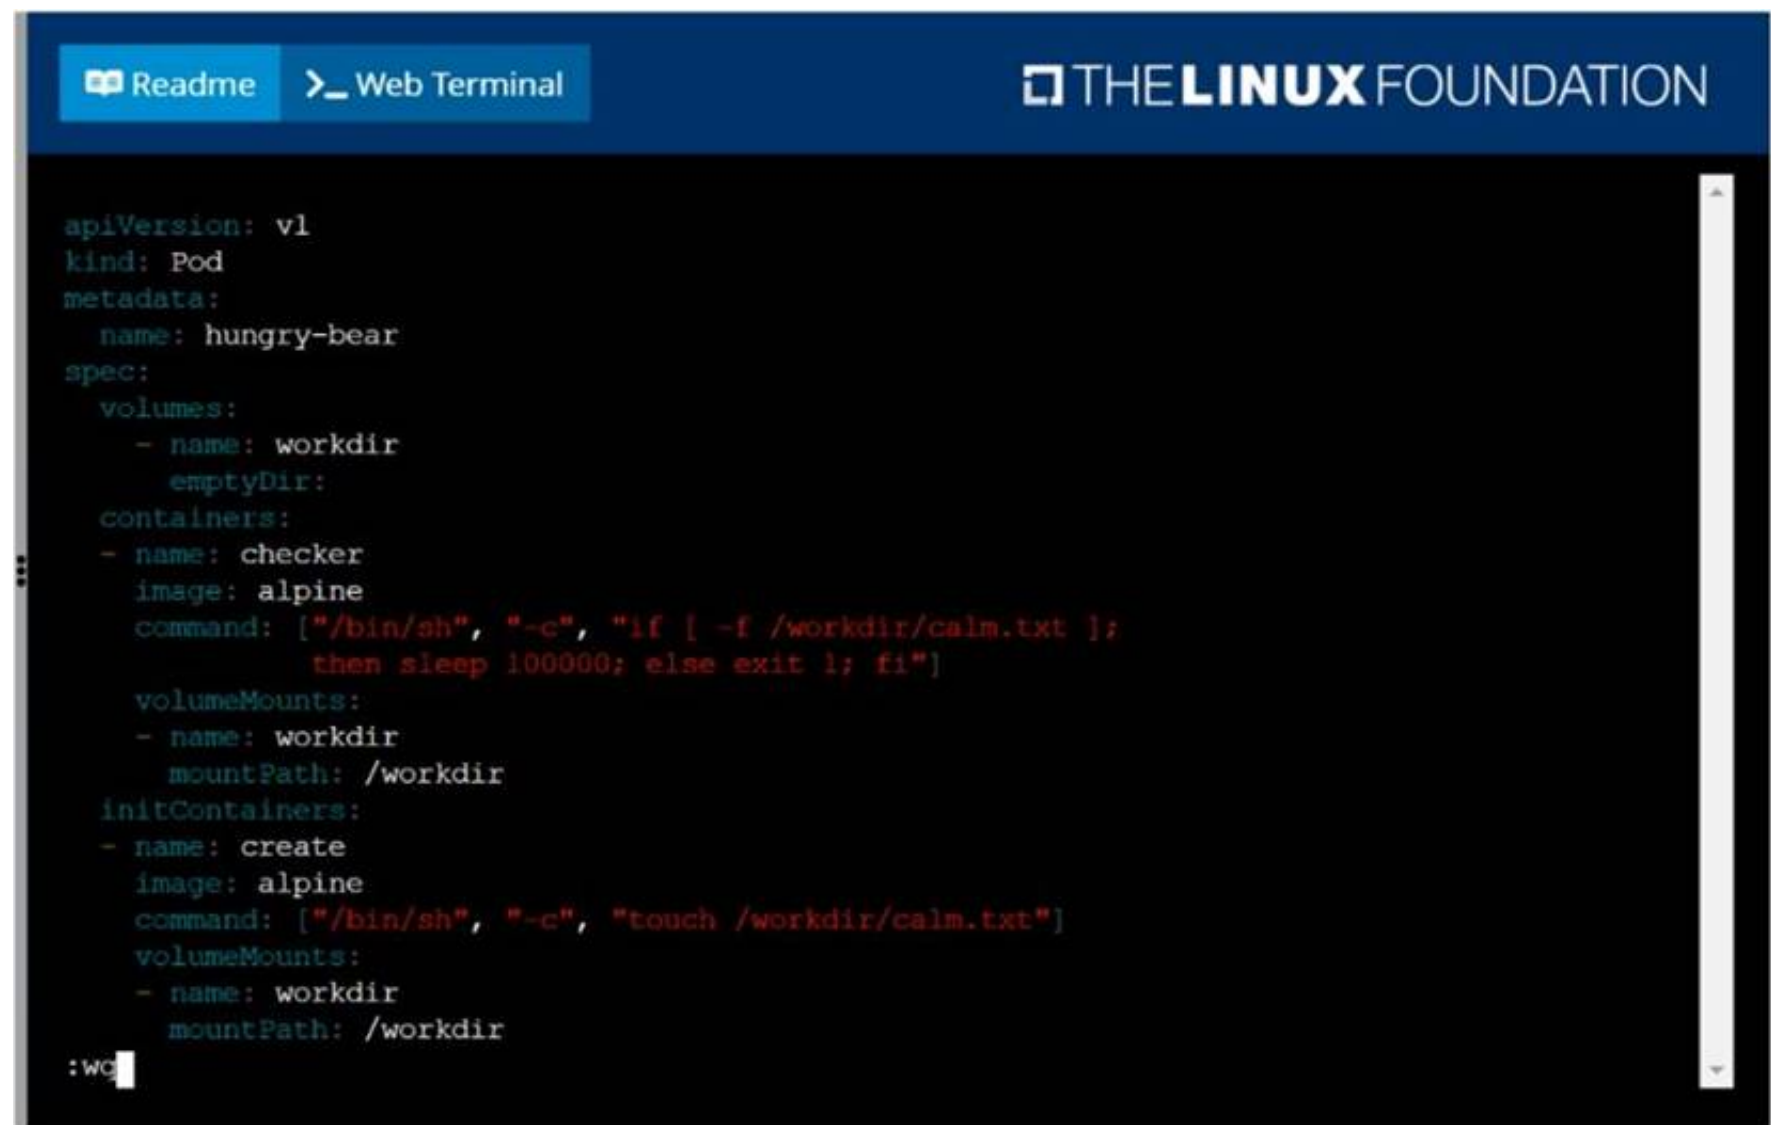 Readme
>_ Web Terminal
THE LINUX FOUNDATION
apiVersion: v1
kind: Pod
metadata:
  name: hungry-bear
spec:
  volumes:
    - name: workdir
      emptyDir:
  containers:
  - name: checker
    image: alpine
    command: ["/bin/sh", "-c", "if [ -f /workdir/calm.txt ];
              then sleep 100000; else exit 1; fi"]
    volumeMounts:
    - name: workdir
      mountPath: /workdir
  initContainers:
  - name: create
    image: alpine
    command: ["/bin/sh", "-c", "touch /workdir/calm.txt"]
    volumeMounts:
    - name: workdir
      mountPath: /workdir
:wq